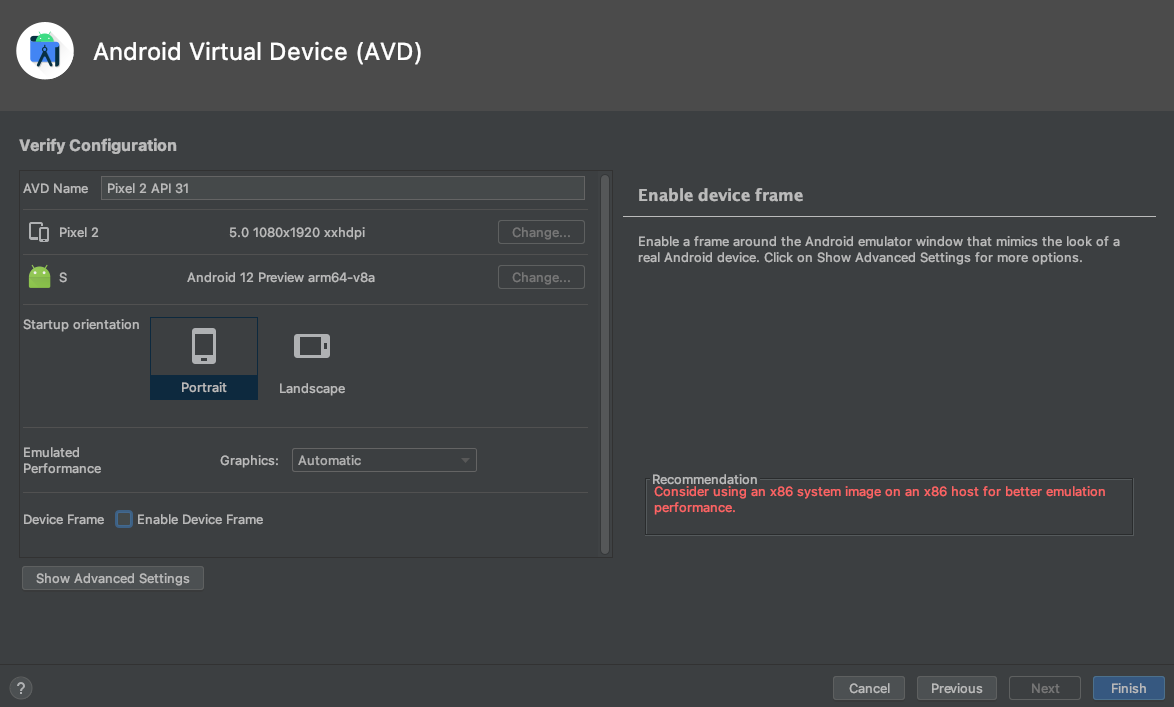 Android Virtual Device (AVD)
Verify Configuration
AVD Name
Pixel 2 API 31
Pixel 2
5.0 1080x1920 xxhdpi
Change...
S
Android 12 Preview arm64-v8a
Change...
Startup orientation
Portrait
Landscape
Emulated
Performance
Graphics:
Automatic
Device Frame
Enable Device Frame
Show Advanced Settings
Enable device frame
Enable a frame around the Android emulator window that mimics the look of a
real Android device. Click on Show Advanced Settings for more options.
Recommendation
Consider using an x86 system image on an x86 host for better emulation
performance.
?
Cancel
Previous
Next
Finish